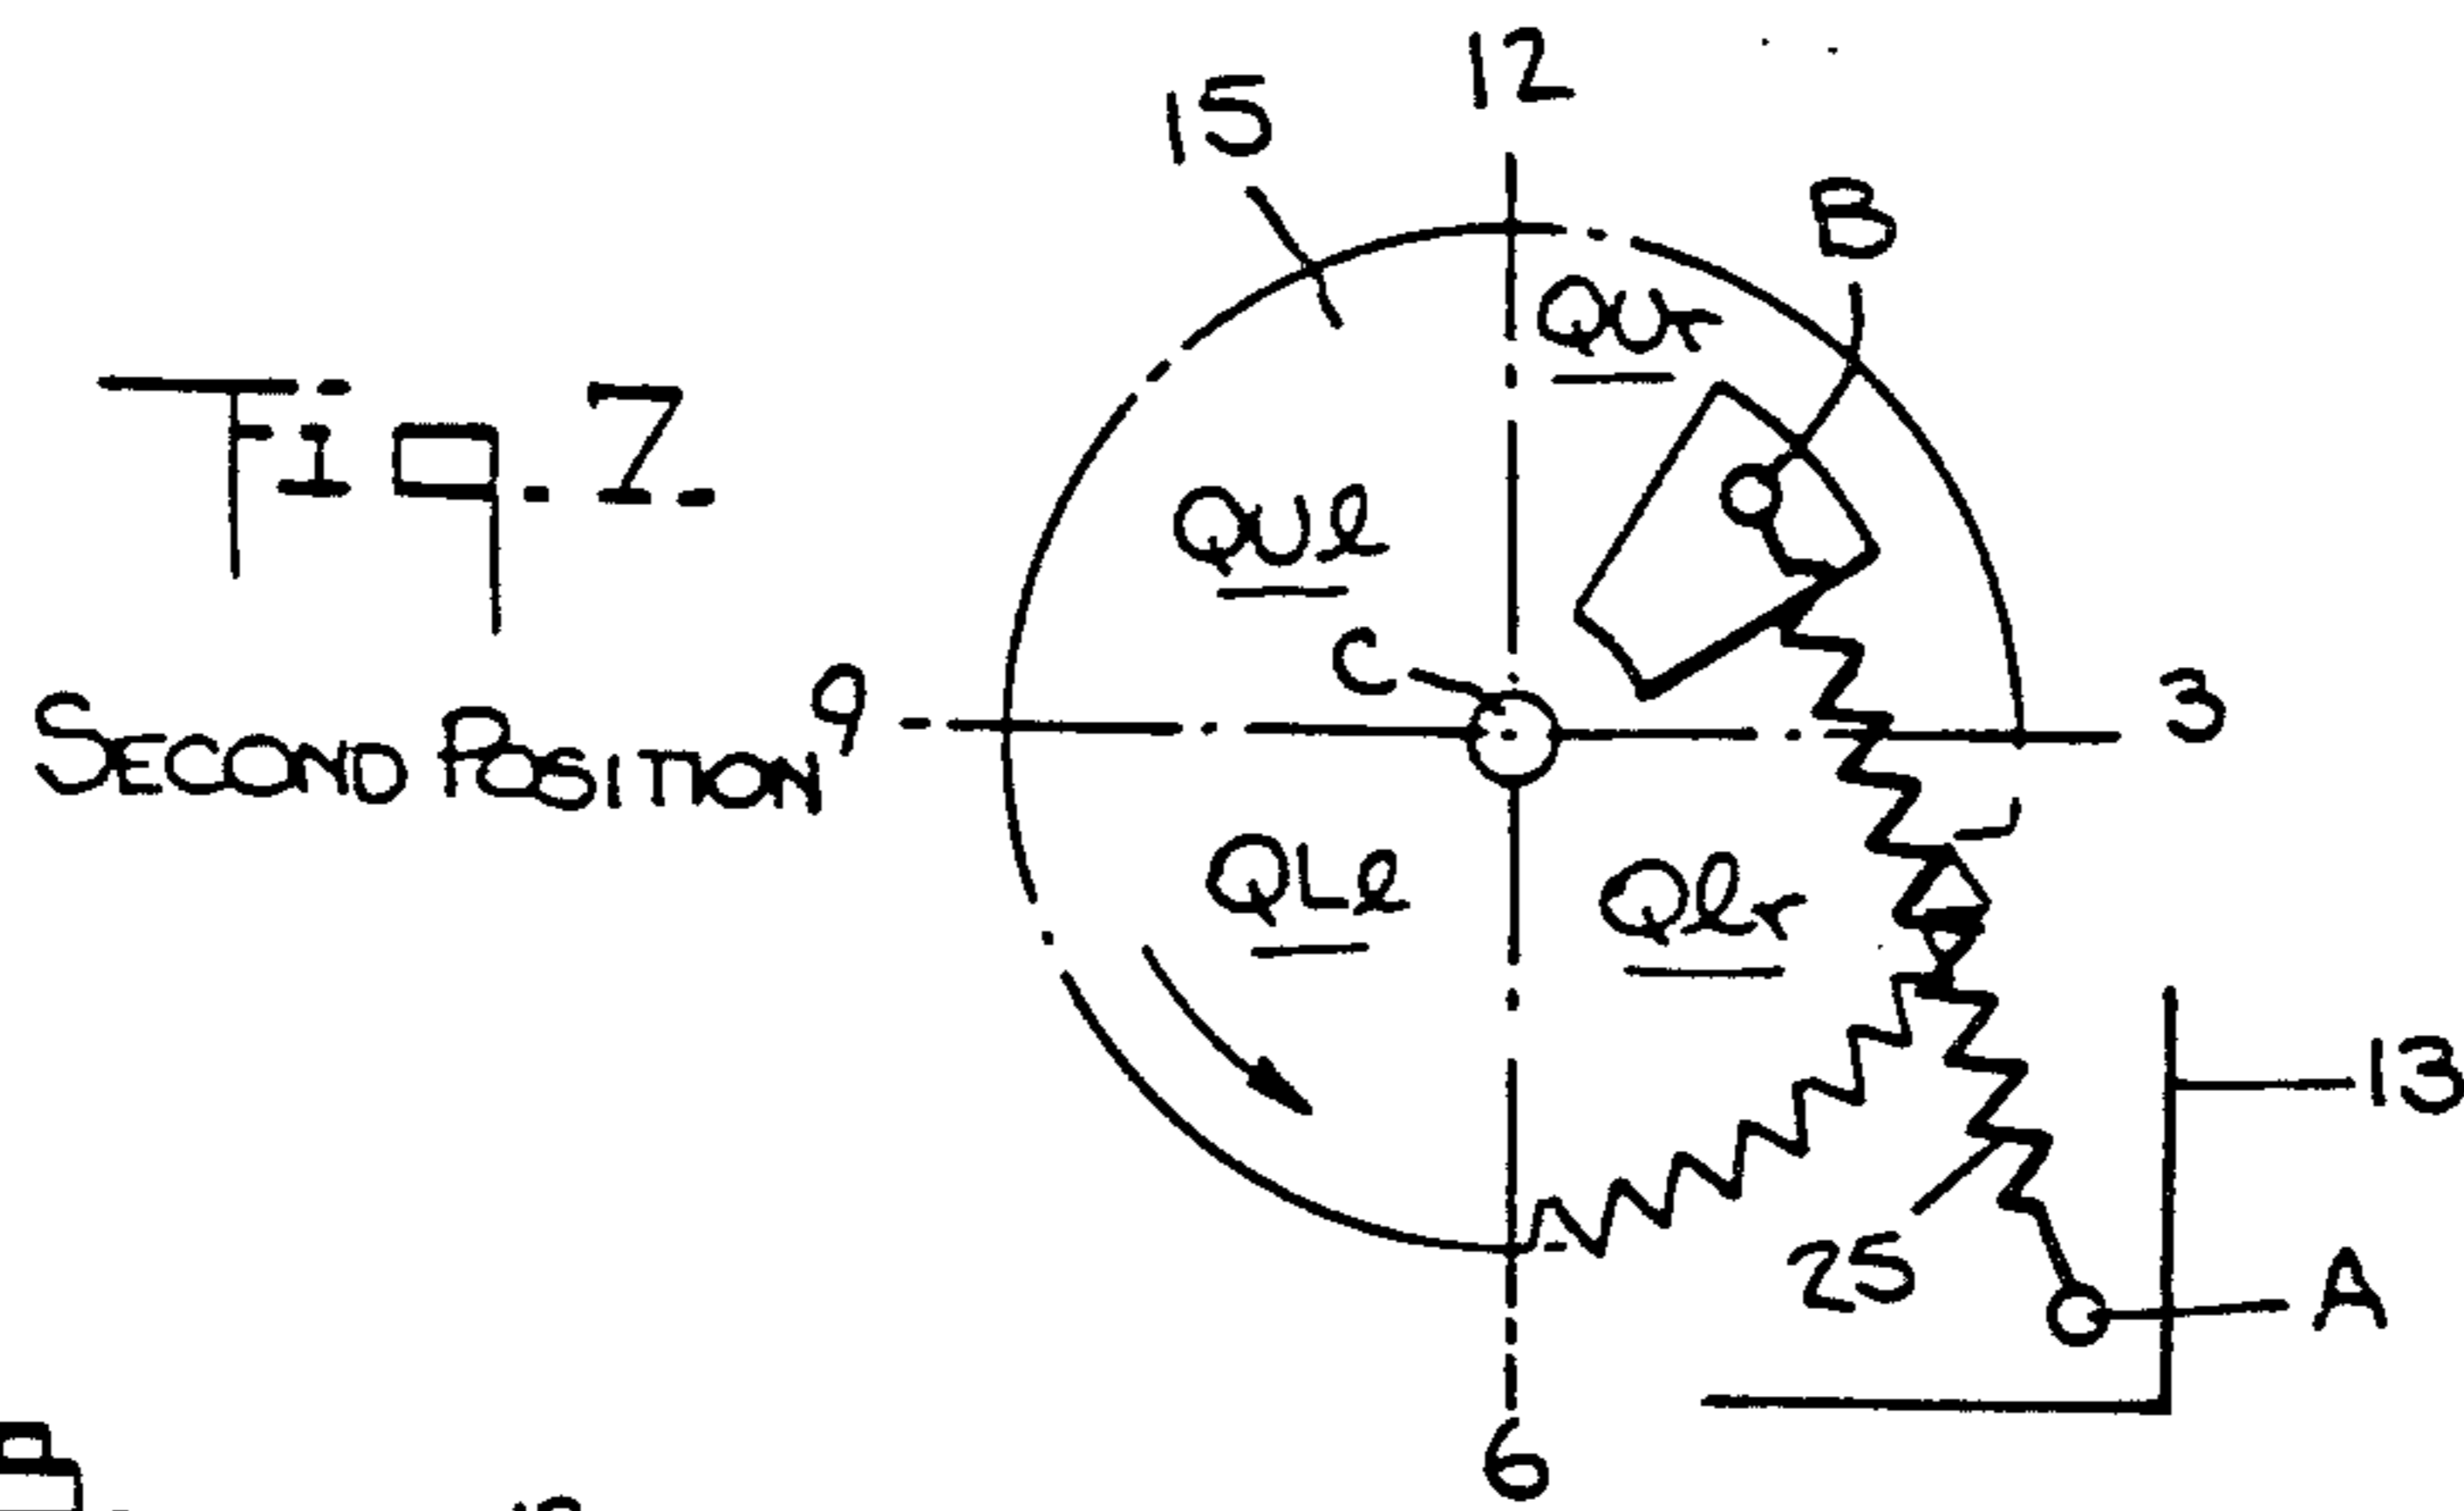 12
15
B
QUr
Fig. 7.
QUl
C
3
9
SECOND POSITION
QLl
Qlr
13
25
A
6